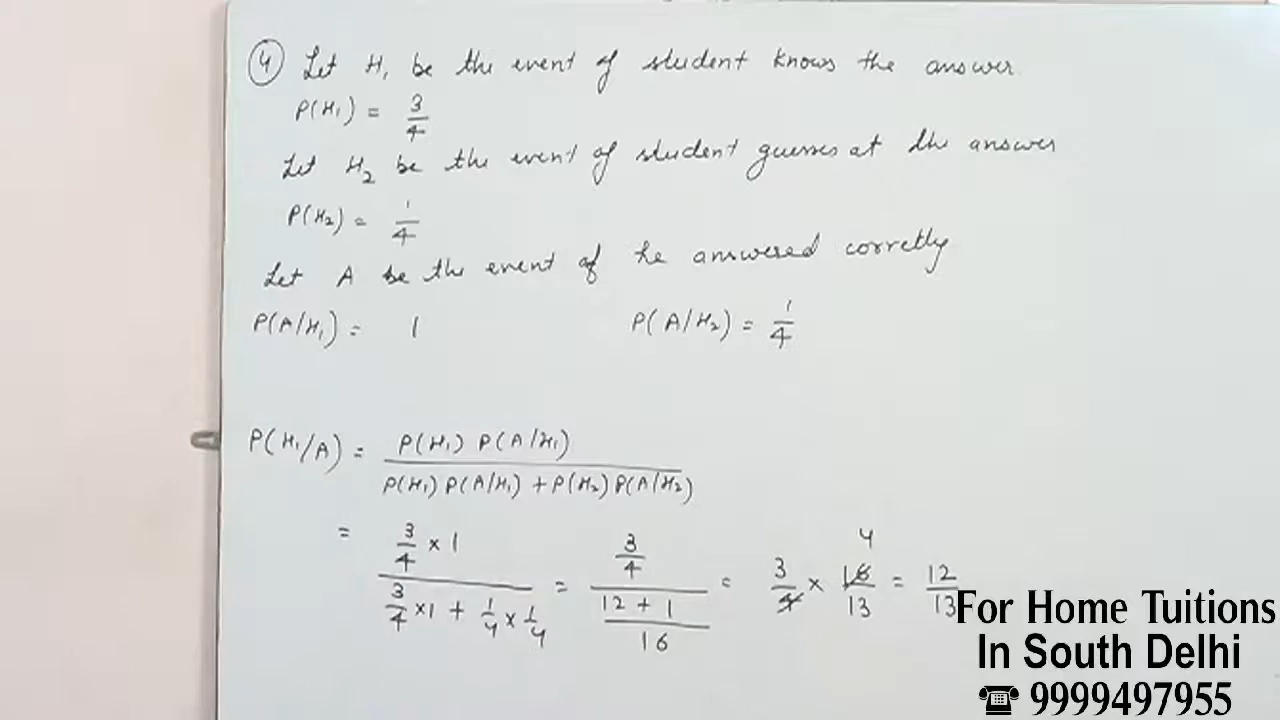 4 Let H₁ be the event of student knows the answer.
P(H₁) = 3/4
Let H₂ be the event of student guesses at the answer
P(H₂) = 1/4
Let A be the event of he answered corretly
P(A/H₁) = 1 P(A/H₂) = 1/4
P(H₁/A) = P(H₁) P(A/H₁) / P(H₁) P(A/H₁) + P(H₂) P(A/H₂)
= 3/4 × 1 / 3/4 ×1 + 1/4 × 1/4 = 3/4 / 12 + 1 / 16 = 3/4 × 16/13 4 = 12/13
For Home Tuitions
In South Delhi
☎ 9999497955